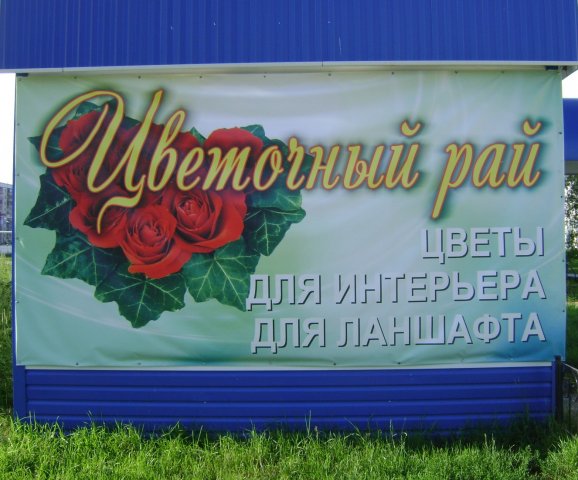 Цветочный рай
ЦВЕТЫ
ДЛЯ ИНТЕРЬЕРА
ДЛЯ ЛАНШАФТА